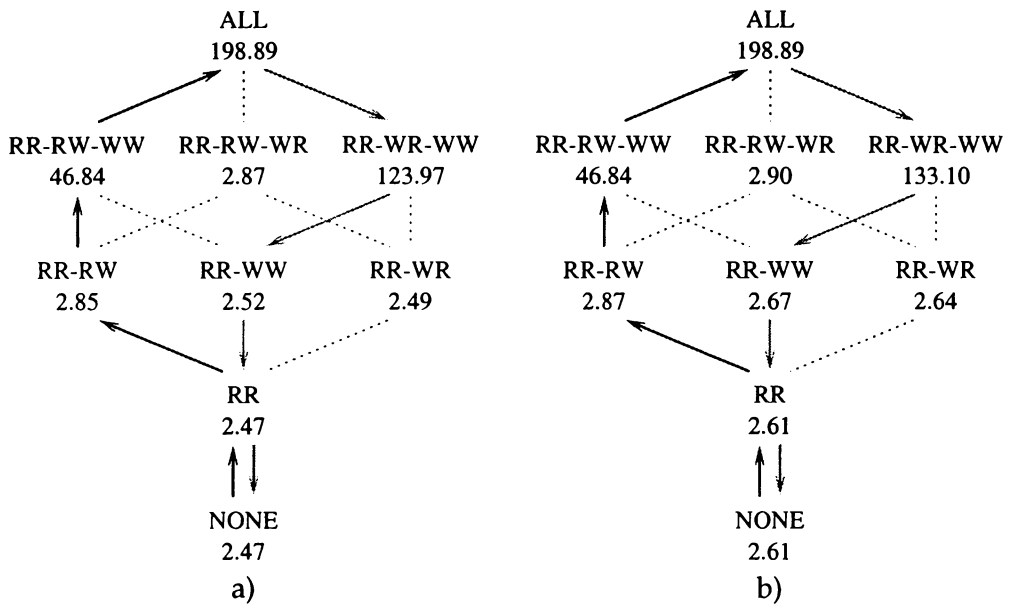 ALL ALL
198.89 198.89
RR-RW-WW RR-RW-WR RR-WR-WW RR-RW-WW RR-RW-WR RR-WR-WW
46.84 2.87 123.97 46.84 2.90 133.10
RR-RW RR-WW RR-WR RR-RW RR-WW RR-WR
2.85 2.52 2.49 2.87 2.67 2.64
RR RR
2.47 2.61
NONE NONE
2.47 2.61
a) b)